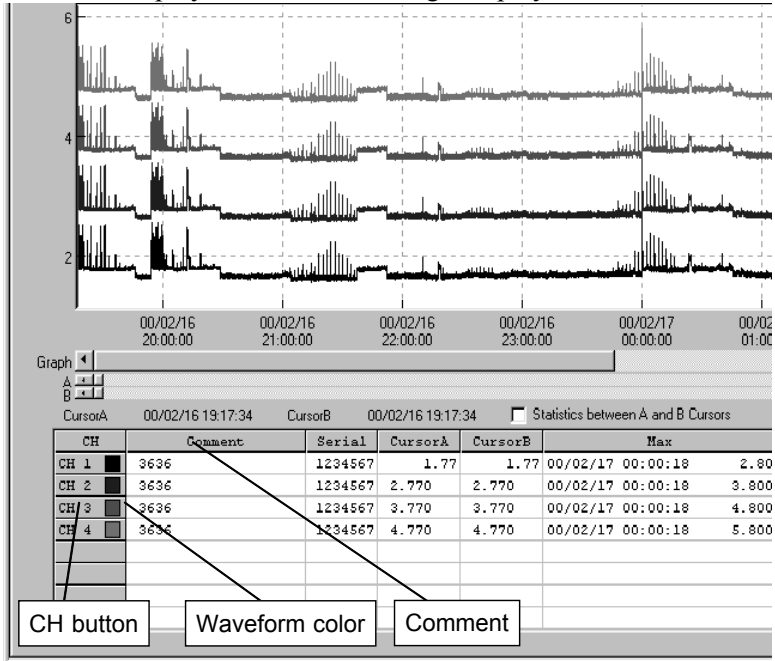 6
4
2
00/02/16 00/02/16 00/02/16 00/02/16 00/02/17
20:00:00 21:00:00 22:00:00 23:00:00 00:00:00
Graph
A
B
CursorA 00/02/16 19:17:34 CursorB 00/02/16 19:17:34 Statistics between A and B Cursors
CH Comment Serial CursorA CursorB Max
CH 1 3636 1234567 1.77 1.77 00/02/17 00:00:18 2.80
CH 2 3636 1234567 2.770 2.770 00/02/17 00:00:18 3.800
CH 3 3636 1234567 3.770 3.770 00/02/17 00:00:18 4.800
CH 4 3636 1234567 4.770 4.770 00/02/17 00:00:18 5.800
CH button Waveform color Comment